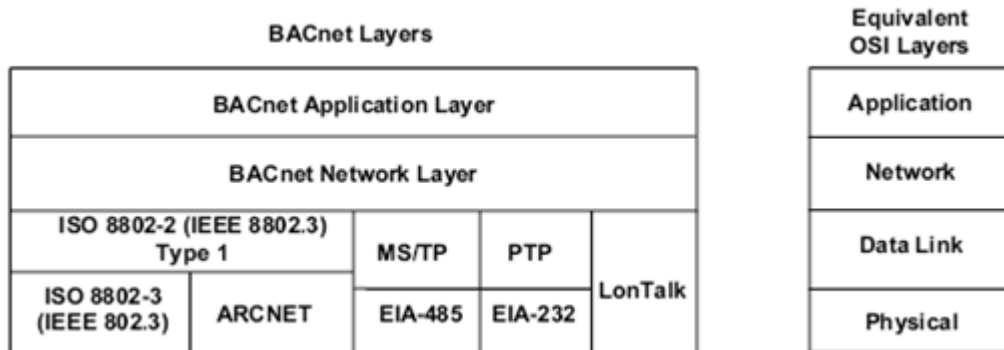 BACnet Layers
Equivalent
OSI Layers
BACnet Application Layer
Application
BACnet Network Layer
Network
ISO 8802-2 (IEEE 8802.3)
Type 1
MS/TP
PTP
LonTalk
Data Link
ISO 8802-3
(IEEE 802.3)
ARCNET
EIA-485
EIA-232
Physical